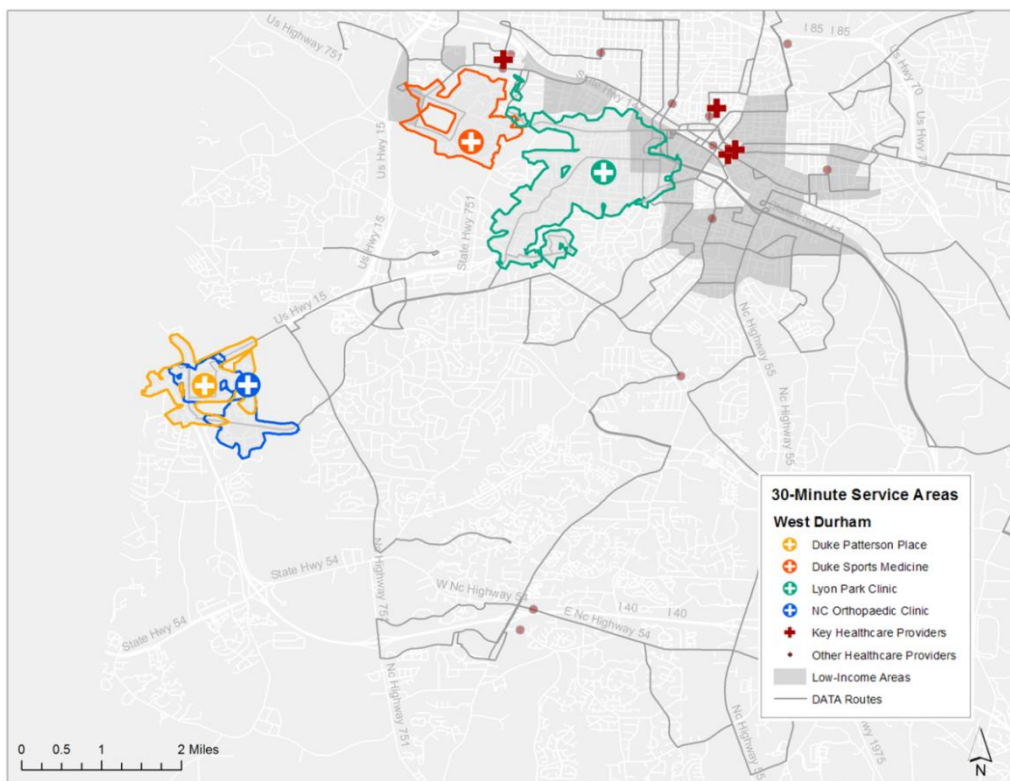 Us Highway 751
I 85
I 85
Us Hwy 70
Us Hwy 15
State Hwy 751
Us Hwy 15
Us Hwy 15
Nc Highway 55
Nc Highway 55
Nc Highway 55
State Hwy 54
W Nc Highway 54
I 40
I 40
E Nc Highway 54
State Hwy 54
Nc Highway 751
Nc Highway 751
30-Minute Service Areas
West Durham
Duke Patterson Place
Duke Sports Medicine
Lyon Park Clinic
NC Orthopaedic Clinic
Key Healthcare Providers
Other Healthcare Providers
Low-Income Areas
DATA Routes
0 0.5 1 2 Miles
N